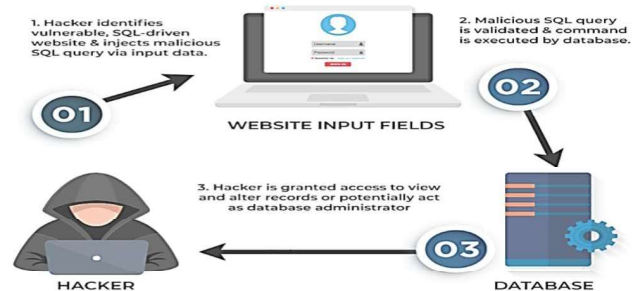 1. Hacker identifies
vulnerable, SQL-driven
website & injects malicious
SQL query via input data.
2. Malicious SQL query
is validated & command
is executed by database.
Username
Password
01
02
WEBSITE INPUT FIELDS
3. Hacker is granted access to view
and alter records or potentially act
as database administrator
03
HACKER
DATABASE